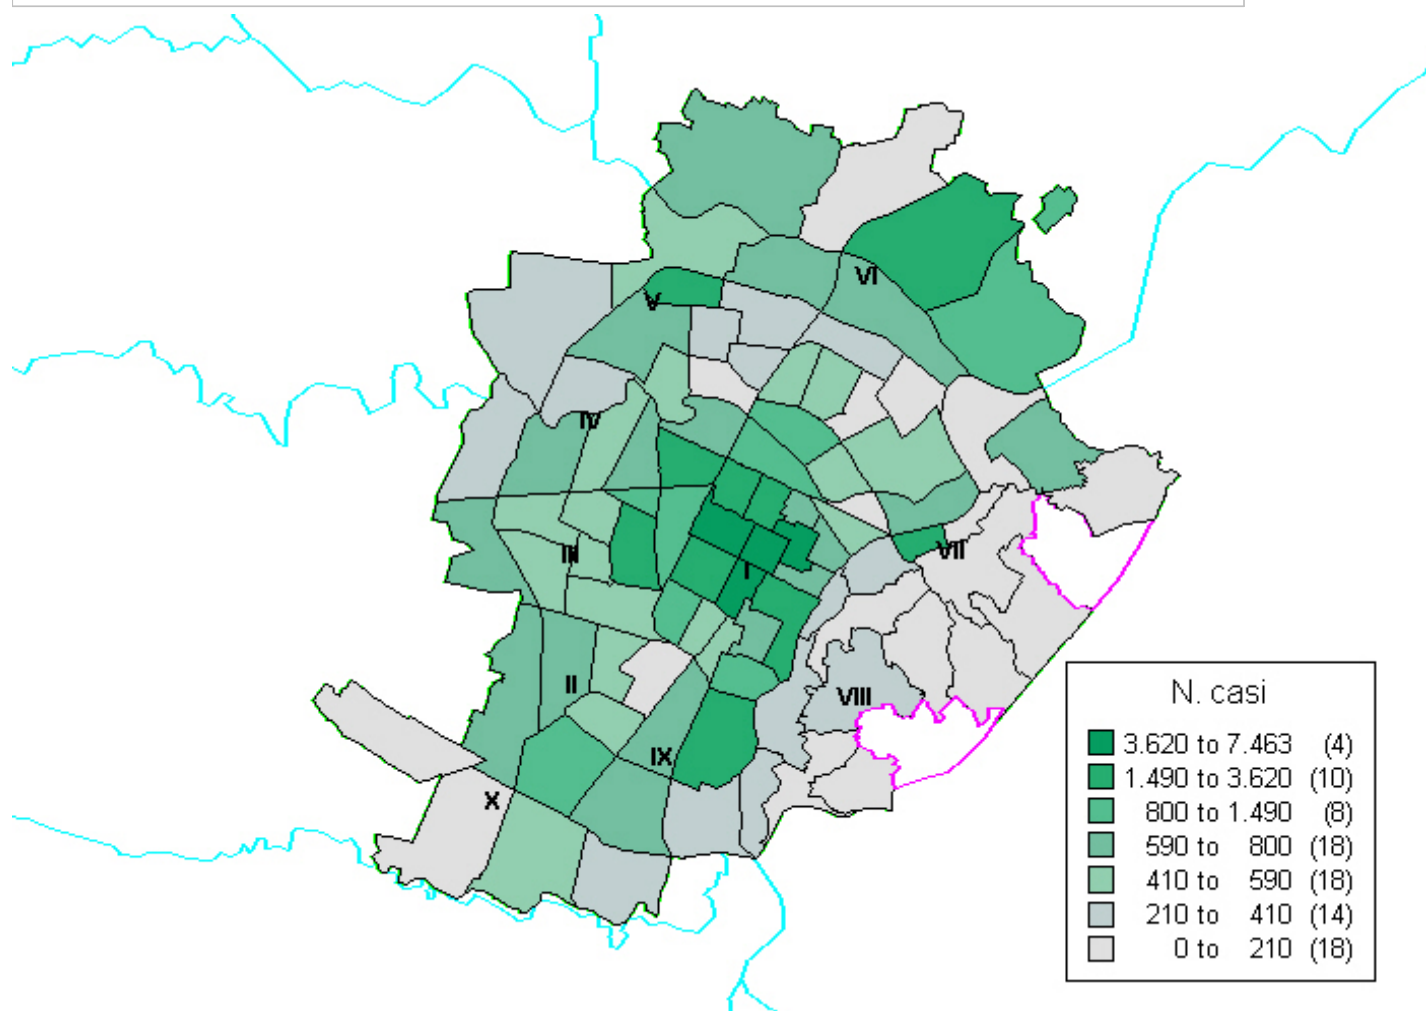 VI
V
IV
III
VII
I
II
VIII
IX
X
N. casi
3.620 to 7.463 (4)
1.490 to 3.620 (10)
800 to 1.490 (8)
590 to 800 (18)
410 to 590 (18)
210 to 410 (14)
0 to 210 (18)